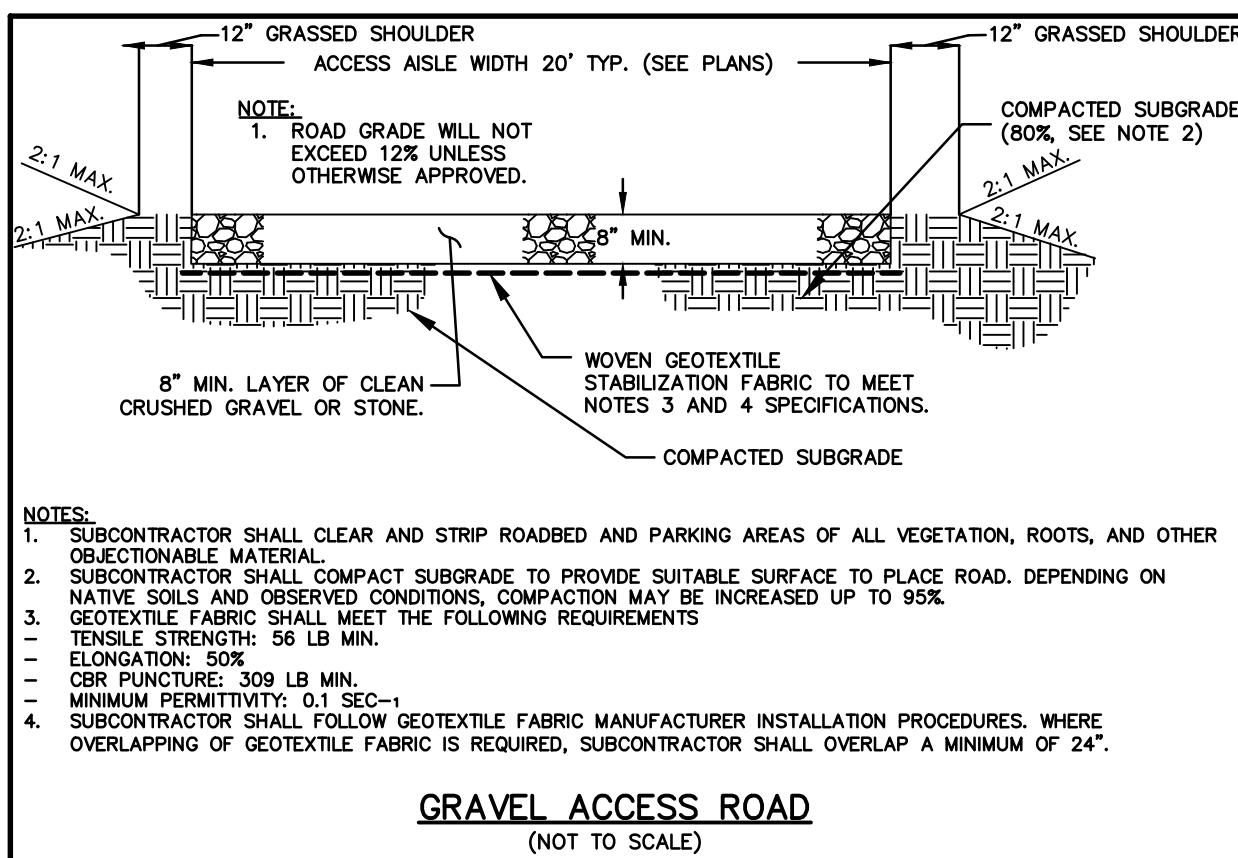 12" GRASSED SHOULDER
12" GRASSED SHOULDER
ACCESS AISLE WIDTH 20' TYP. (SEE PLANS)
NOTE:
1. ROAD GRADE WILL NOT
EXCEED 12% UNLESS
OTHERWISE APPROVED.
COMPACTED SUBGRADE
(80%, SEE NOTE 2)
2:1 MAX.
2:1 MAX.
2:1 MAX.
2:1 MAX.
8" MIN.
8" MIN. LAYER OF CLEAN
CRUSHED GRAVEL OR STONE.
WOVEN GEOTEXTILE
STABILIZATION FABRIC TO MEET
NOTES 3 AND 4 SPECIFICATIONS.
COMPACTED SUBGRADE
NOTES:
1. SUBCONTRACTOR SHALL CLEAR AND STRIP ROADBED AND PARKING AREAS OF ALL VEGETATION, ROOTS, AND OTHER
OBJECTIONABLE MATERIAL.
2. SUBCONTRACTOR SHALL COMPACT SUBGRADE TO PROVIDE SUITABLE SURFACE TO PLACE ROAD. DEPENDING ON
NATIVE SOILS AND OBSERVED CONDITIONS, COMPACTION MAY BE INCREASED UP TO 95%.
3. GEOTEXTILE FABRIC SHALL MEET THE FOLLOWING REQUIREMENTS
– TENSILE STRENGTH: 56 LB MIN.
– ELONGATION: 50%
– CBR PUNCTURE: 309 LB MIN.
– MINIMUM PERMITTIVITY: 0.1 SEC–1
4. SUBCONTRACTOR SHALL FOLLOW GEOTEXTILE FABRIC MANUFACTURER INSTALLATION PROCEDURES. WHERE
OVERLAPPING OF GEOTEXTILE FABRIC IS REQUIRED, SUBCONTRACTOR SHALL OVERLAP A MINIMUM OF 24".
GRAVEL ACCESS ROAD
(NOT TO SCALE)